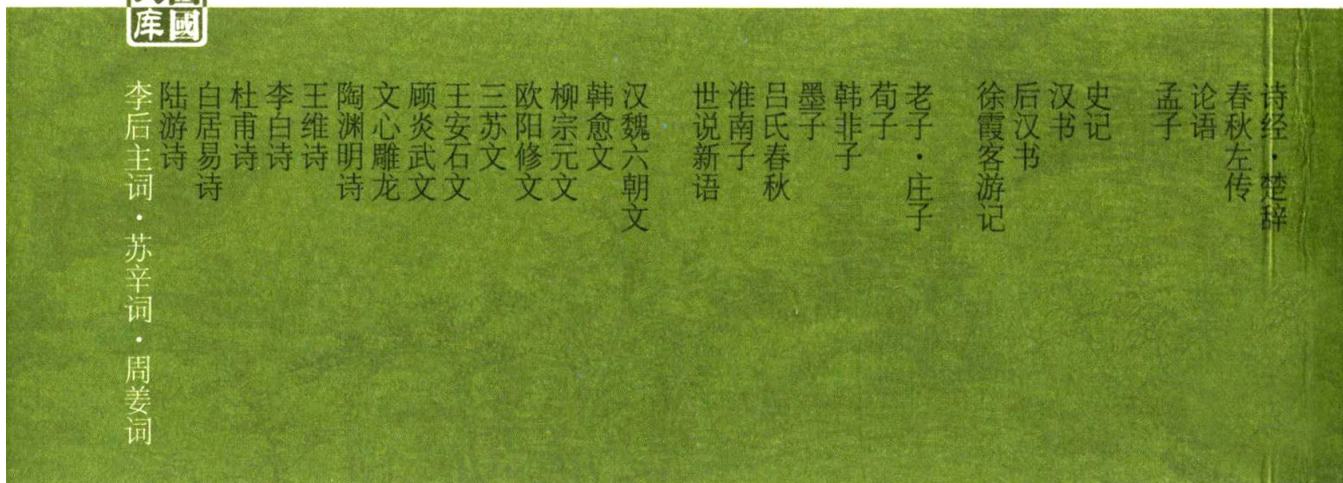 诗经·楚辞
春秋左传
论语
孟子
史记
汉书
后汉书
徐霞客游记
老子·庄子
荀子
韩非子
墨子
吕氏春秋
淮南子
世说新语
汉魏六朝文
韩愈文
柳宗元文
欧阳修文
三苏文
王安石文
顾炎武文
文心雕龙
陶渊明诗
王维诗
李白诗
杜甫诗
白居易诗
陆游诗
李后主词·苏辛词·周姜词
國
库